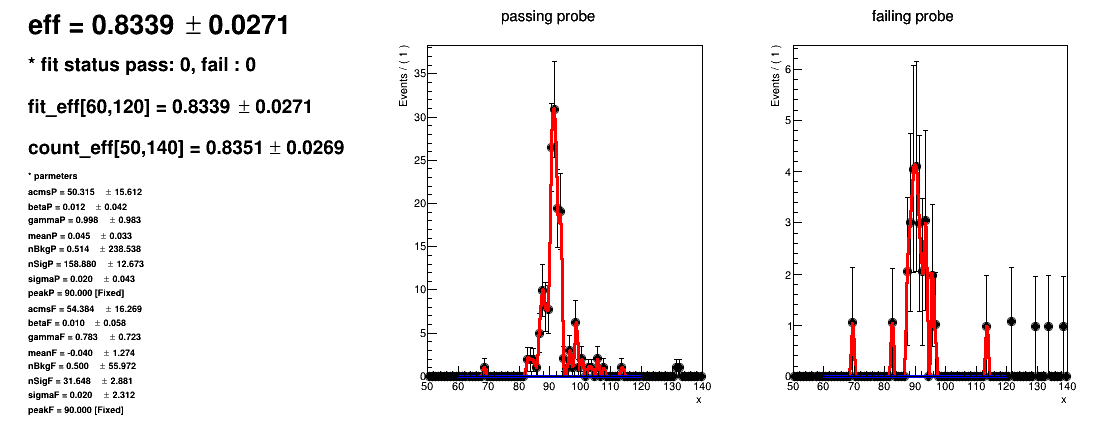 eff = 0.8339 ± 0.0271
* fit status pass: 0, fail : 0
fit_eff[60,120] = 0.8339 ± 0.0271
count_eff[50,140] = 0.8351 ± 0.0269
* parmeters
acmsP = 50.315 ± 15.612
betaP = 0.012 ± 0.042
gammaP = 0.998 ± 0.983
meanP = 0.045 ± 0.033
nBkgP = 0.514 ± 238.538
nSigP = 158.880 ± 12.673
sigmaP = 0.020 ± 0.043
peakP = 90.000 [Fixed]
acmsF = 54.384 ± 16.269
betaF = 0.010 ± 0.058
gammaF = 0.783 ± 0.723
meanF = -0.040 ± 1.274
nBkgF = 0.500 ± 55.972
nSigF = 31.648 ± 2.881
sigmaF = 0.020 ± 2.312
peakF = 90.000 [Fixed]
passing probe
Events / ( 1 )
35
30
25
20
15
10
5
0
50 60 70 80 90 100 110 120 130 140
x
failing probe
Events / ( 1 )
6
5
4
3
2
1
0
50 60 70 80 90 100 110 120 130 140
x